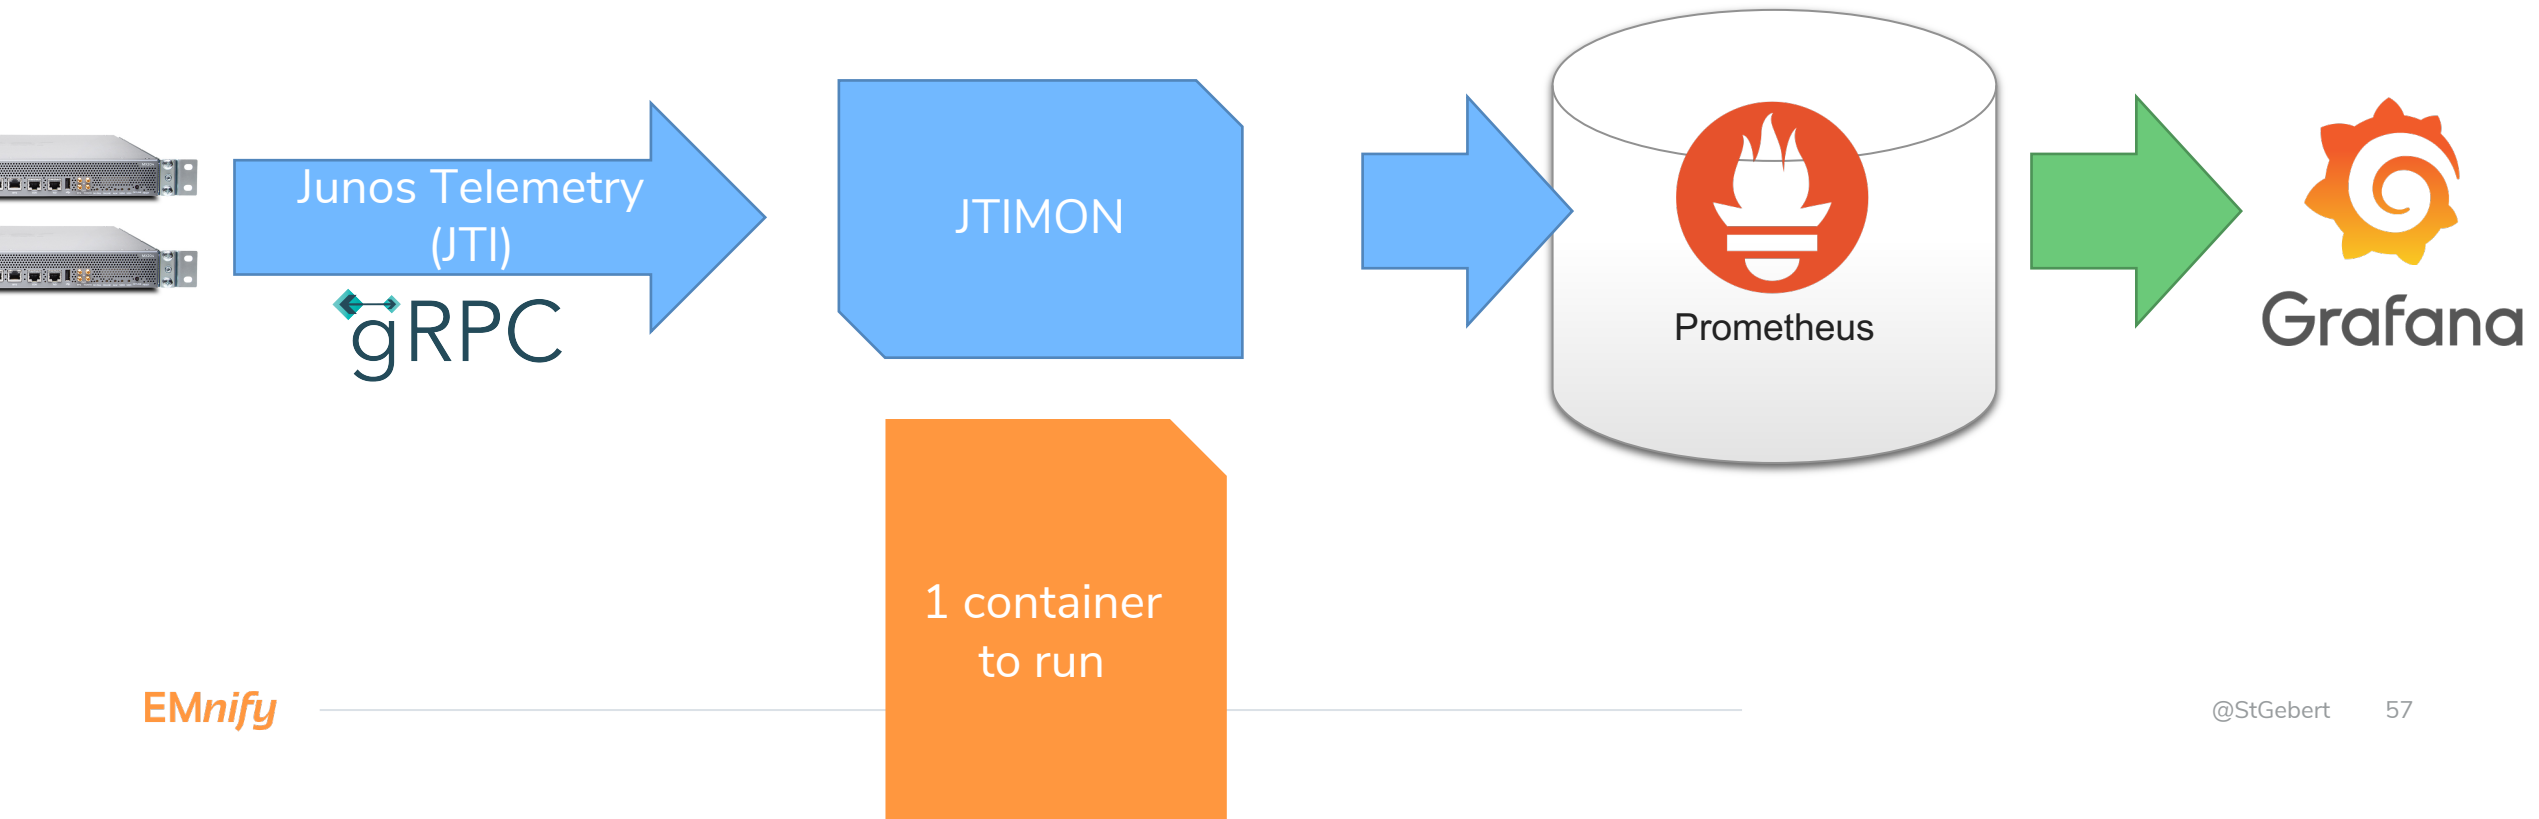 Junos Telemetry
(JTI)
gRPC
JTIMON
Prometheus
Grafana
1 container
to run
EMnify
@StGebert
57